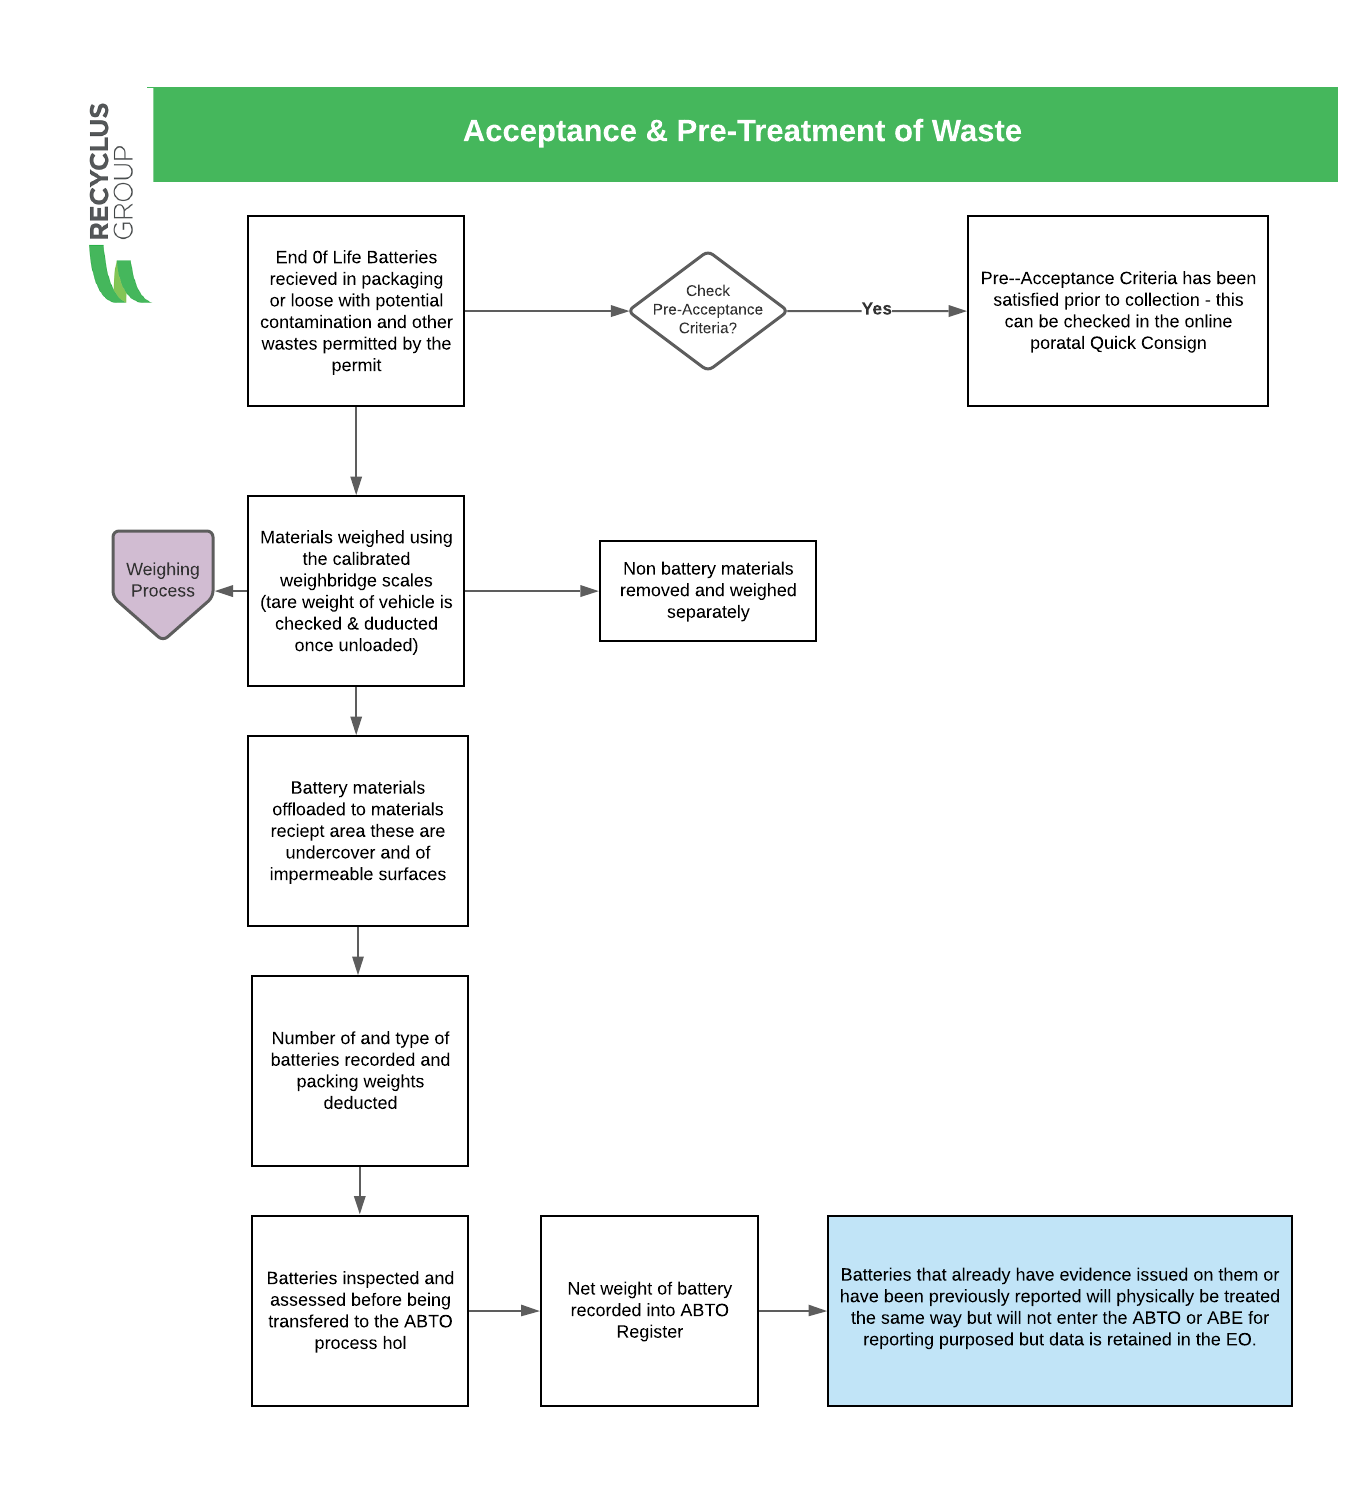 RECYCLUS
GROUP
Acceptance & Pre-Treatment of Waste
End 0f Life Batteries
recieved in packaging
or loose with potential
contamination and other
wastes permitted by the
permit
Check
Pre-Acceptance
Criteria?
Yes
Pre--Acceptance Criteria has been
satisfied prior to collection - this
can be checked in the online
poratal Quick Consign
Weighing
Process
Materials weighed using
the calibrated
weighbridge scales
(tare weight of vehicle is
checked & duducted
once unloaded)
Non battery materials
removed and weighed
separately
Battery materials
offloaded to materials
reciept area these are
undercover and of
impermeable surfaces
Number of and type of
batteries recorded and
packing weights
deducted
Batteries inspected and
assessed before being
transfered to the ABTO
process hol
Net weight of battery
recorded into ABTO
Register
Batteries that already have evidence issued on them or
have been previously reported will physically be treated
the same way but will not enter the ABTO or ABE for
reporting purposed but data is retained in the EO.